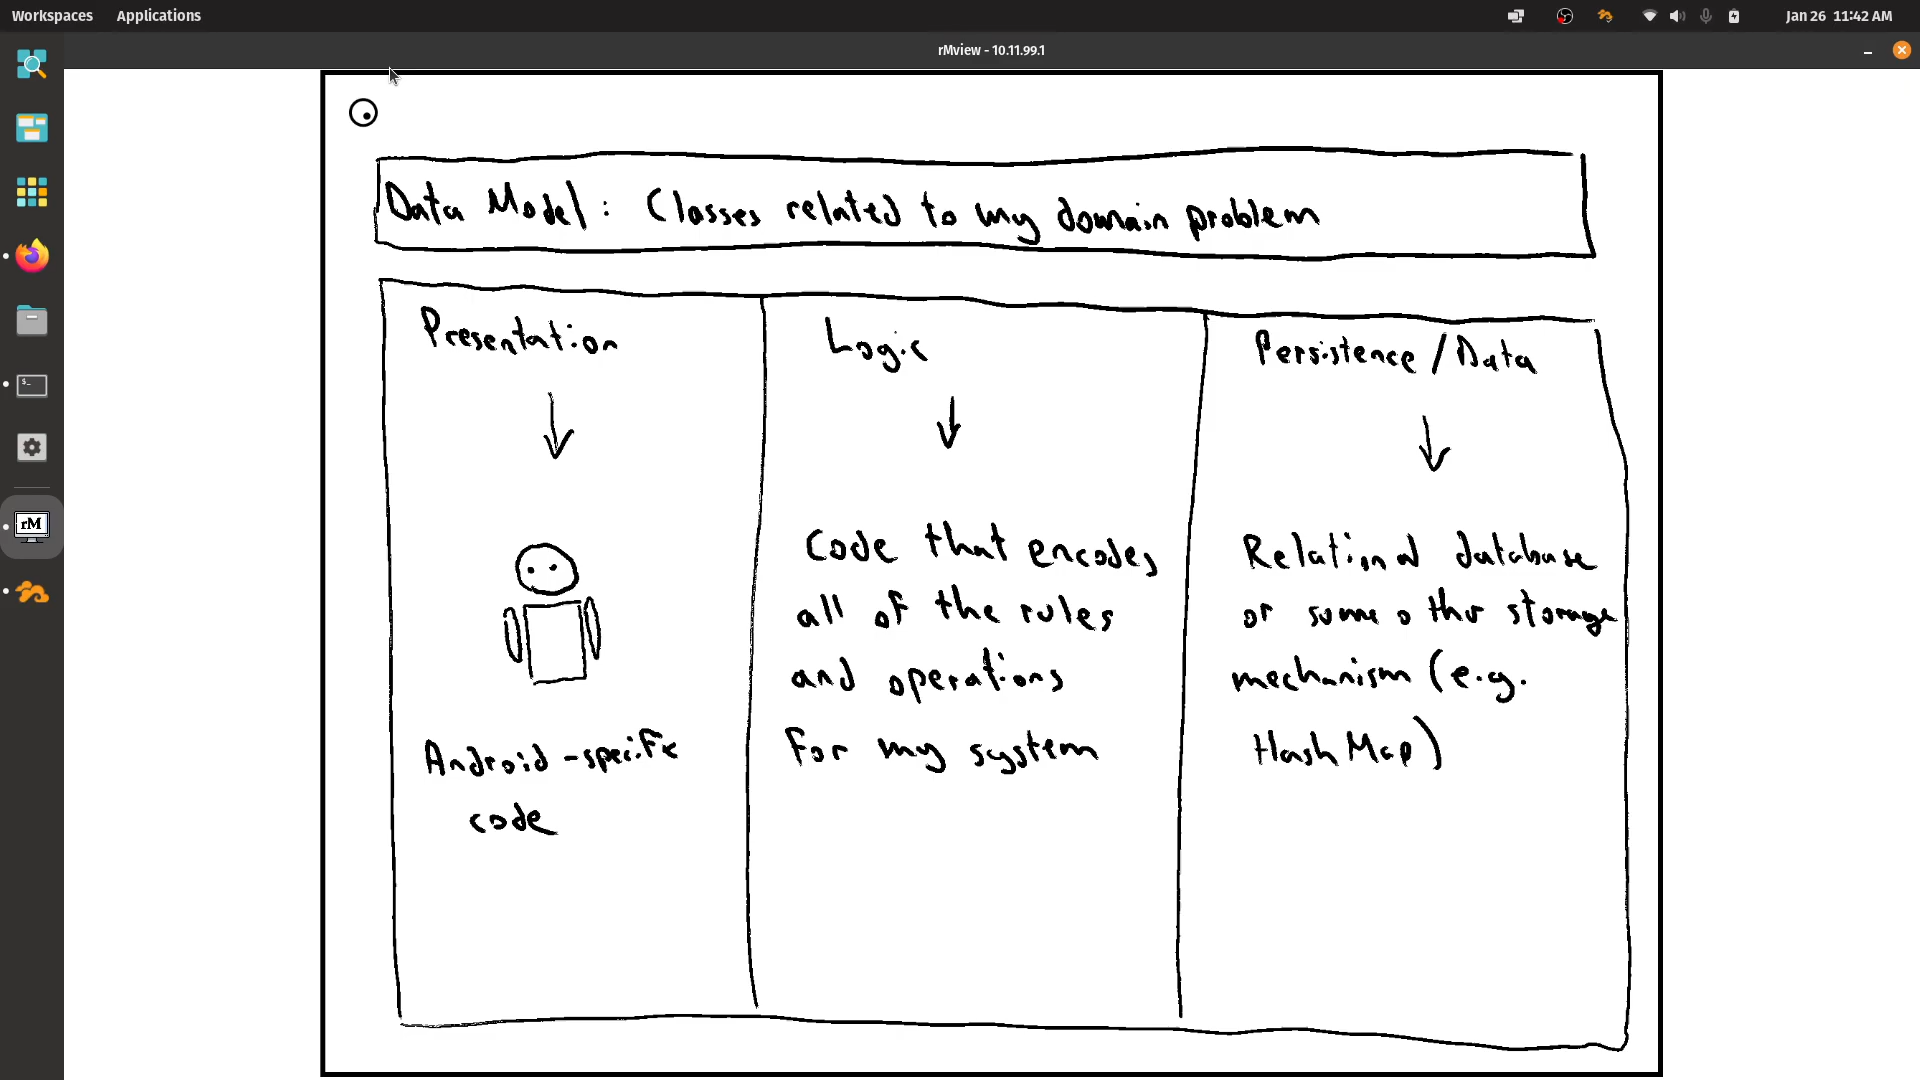 Workspaces Applications Jan 26 11:42 AM
rMview - 10.11.99.1
Data Model: Classes related to my domain problem
Presentation
Logic
Persistence/Data
Code that encodes
all of the rules
and operations
for my system
Relational database
or some other storage
mechanism (e.g.
HashMap)
Android-specific
code
rM